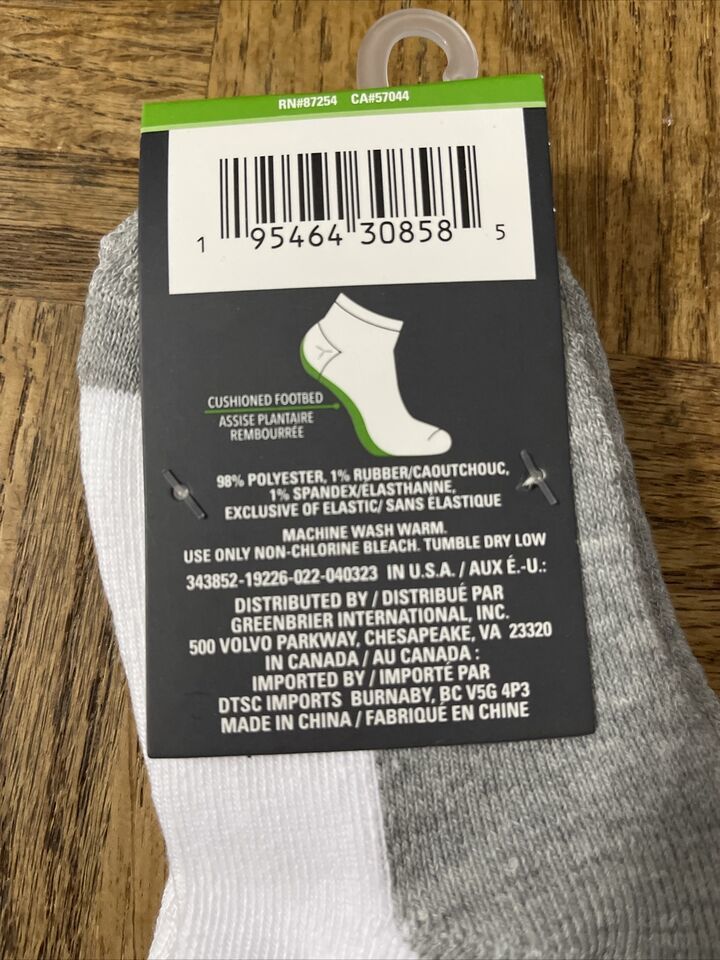 RN#87254 CA#57044
1 95464 30858 5
CUSHIONED FOOTBED
ASSISE PLANTAIRE
REMBOURRÉE
98% POLYESTER, 1% RUBBER/CAOUTCHOUC,
1% SPANDEX/ÉLASTHANNE,
EXCLUSIVE OF ELASTIC/ SANS ÉLASTIQUE
MACHINE WASH WARM.
USE ONLY NON-CHLORINE BLEACH. TUMBLE DRY LOW
343852-19226-022-040323 IN U.S.A. / AUX É.-U.:
DISTRIBUTED BY / DISTRIBUÉ PAR
GREENBRIER INTERNATIONAL, INC.
500 VOLVO PARKWAY, CHESAPEAKE, VA 23320
IN CANADA / AU CANADA :
IMPORTED BY / IMPORTÉ PAR
DTSC IMPORTS BURNABY, BC V5G 4P3
MADE IN CHINA / FABRIQUÉ EN CHINE